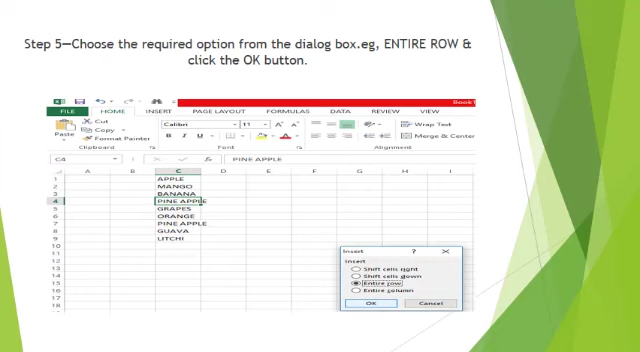 Step 5—Choose the required option from the dialog box.eg, ENTIRE ROW &
click the OK button.
Book1
FILE HOME INSERT PAGE LAYOUT FORMULAS DATA REVIEW VIEW
Cut
Copy
Format Painter
Paste
Calibri 11 A A
B I U A
Wrap Text
Merge & Center
Clipboard Font Alignment
C4 fx PINE APPLE
A B C D E F G H I
1 APPLE
2 MANGO
3 BANANA
4 PINE APPLE
5 GRAPES
6 ORANGE
7 PINE APPLE
8 GUAVA
9 LITCHI
10
11
12
13
14
15
16
17
18
Insert ? X
Insert
Shift cells right
Shift cells down
Entire row
Entire column
OK Cancel